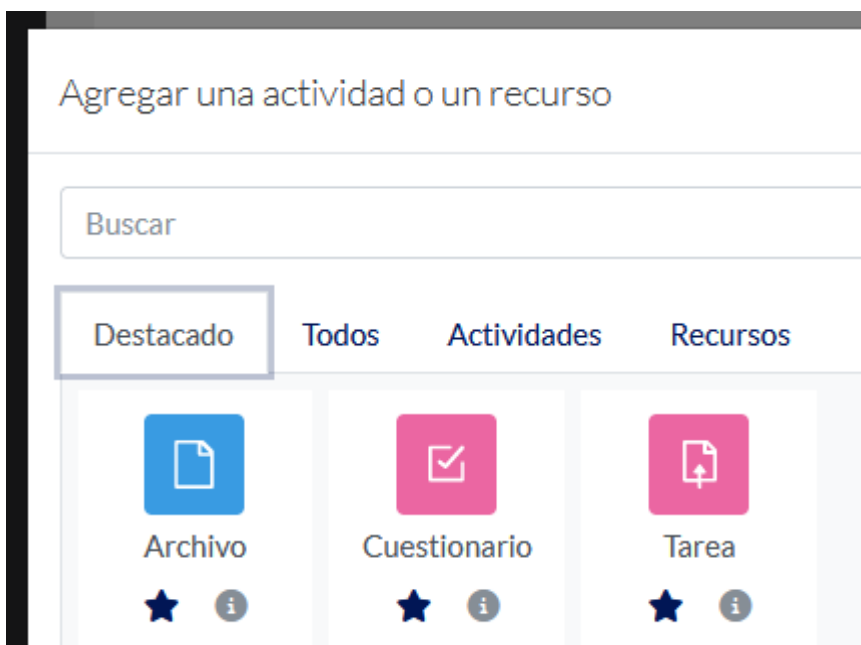 Agregar una actividad o un recurso
Buscar
Destacado Todos Actividades Recursos
Archivo Cuestionario Tarea